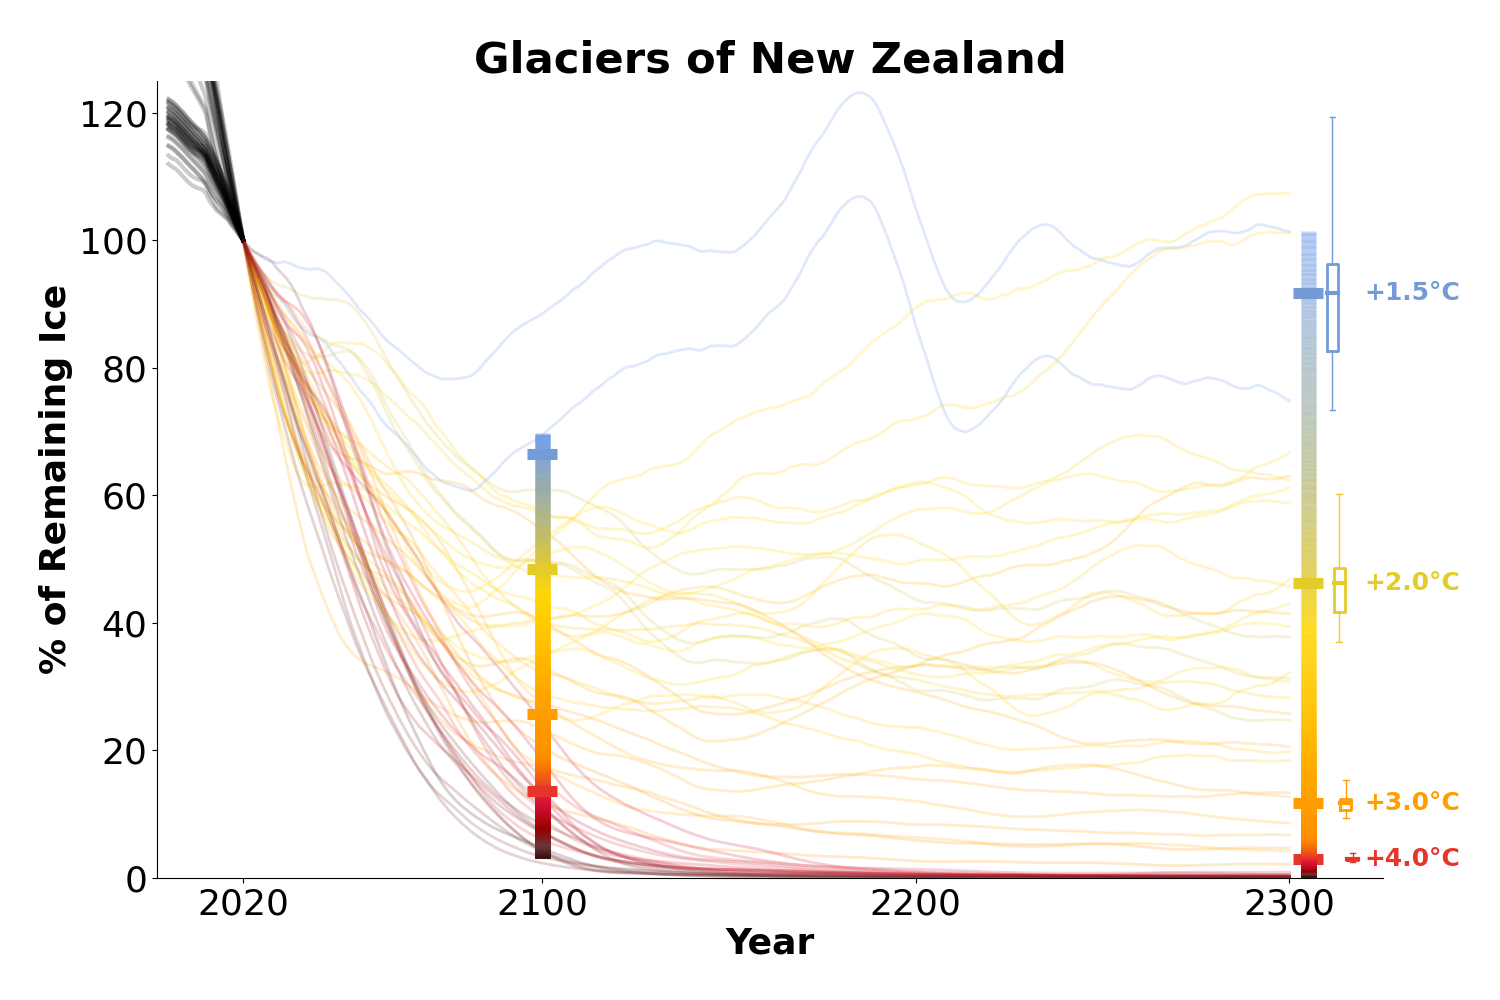 Glaciers of New Zealand
% of Remaining Ice
120
100
80
60
40
20
0
+1.5°C
+2.0°C
+3.0°C
+4.0°C
2020
2100
2200
2300
Year